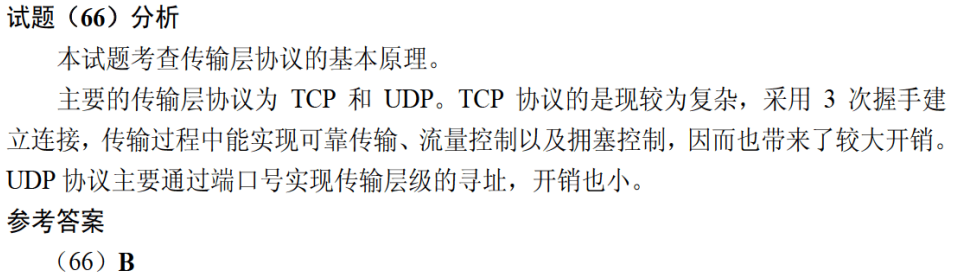 试题（66）分析
本试题考查传输层协议的基本原理。
主要的传输层协议为 TCP 和 UDP。TCP 协议的是现较为复杂，采用 3 次握手建
立连接，传输过程中能实现可靠传输、流量控制以及拥塞控制，因而也带来了较大开销。
UDP 协议主要通过端口号实现传输层级的寻址，开销也小。
参考答案
（66）B